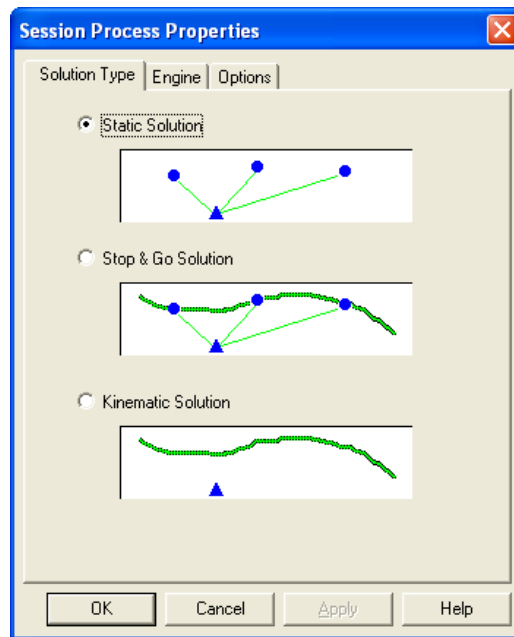 Session Process Properties
Solution Type Engine Options
Static Solution
Stop & Go Solution
Kinematic Solution
OK Cancel Apply Help